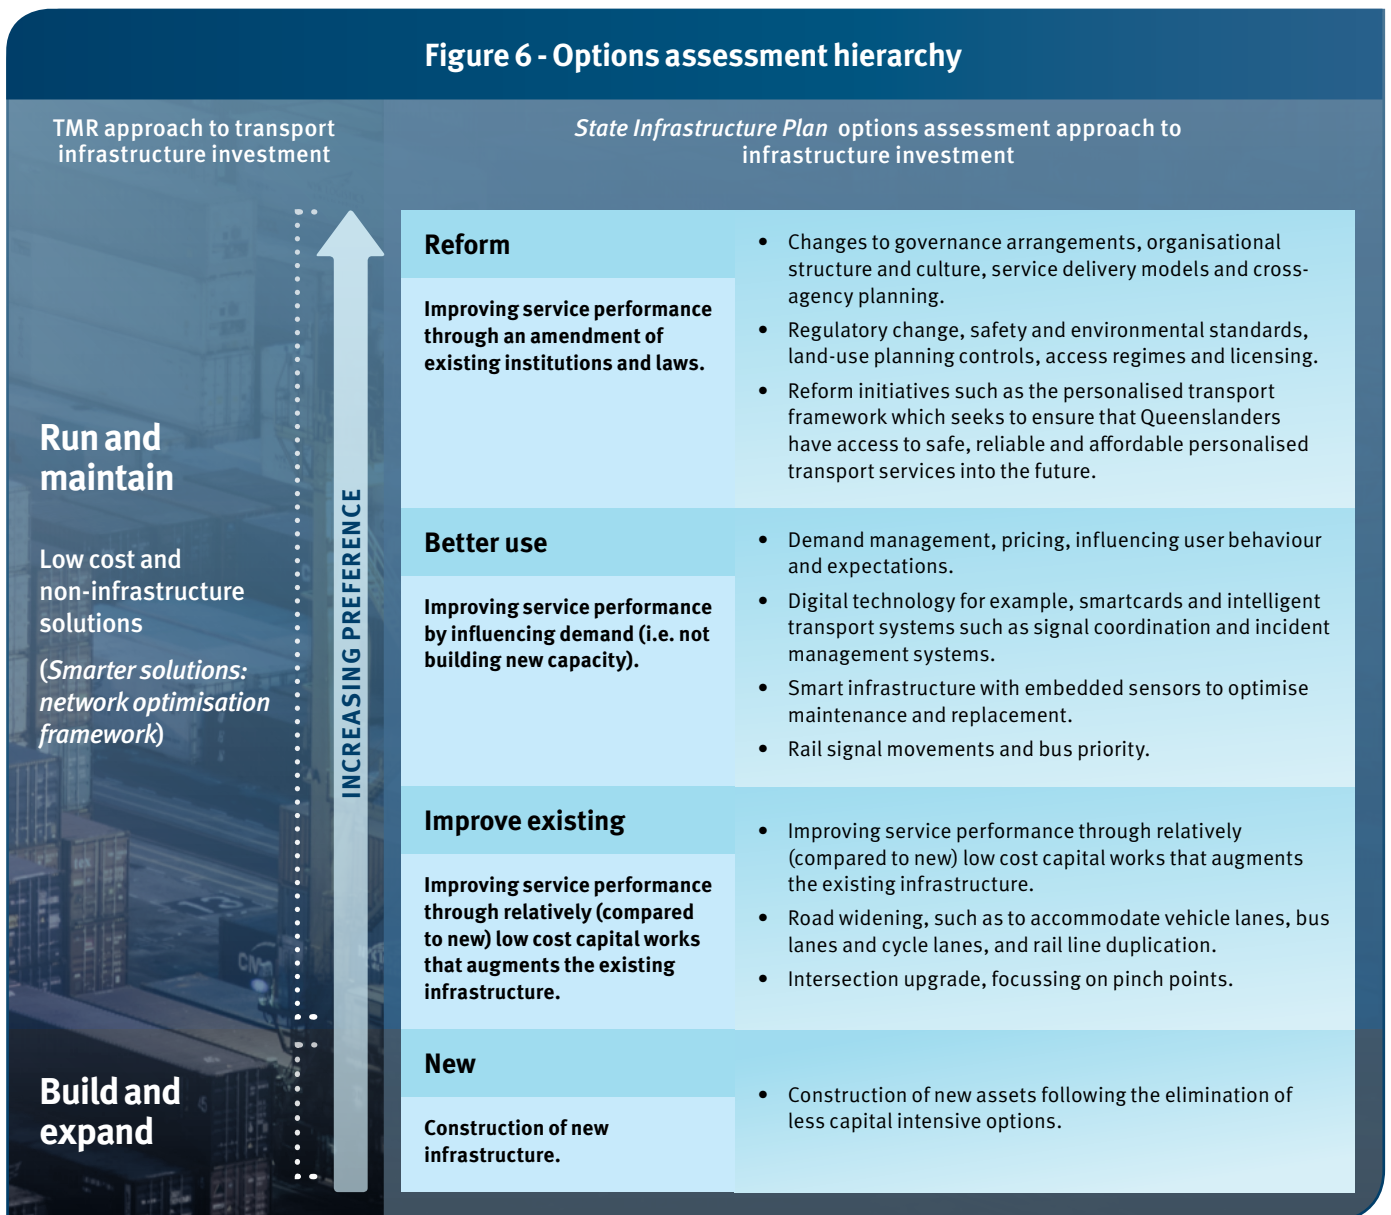 Figure 6 - Options assessment hierarchy
TMR approach to transport
infrastructure investment
State Infrastructure Plan options assessment approach to
infrastructure investment
Run and
maintain
Low cost and
non-infrastructure
solutions
(Smarter solutions:
network optimisation
framework)
Build and
expand
INCREASING PREFERENCE
Reform
Improving service performance
through an amendment of
existing institutions and laws.
• Changes to governance arrangements, organisational
structure and culture, service delivery models and cross-
agency planning.
• Regulatory change, safety and environmental standards,
land-use planning controls, access regimes and licensing.
• Reform initiatives such as the personalised transport
framework which seeks to ensure that Queenslanders
have access to safe, reliable and affordable personalised
transport services into the future.
Better use
Improving service performance
by influencing demand (i.e. not
building new capacity).
• Demand management, pricing, influencing user behaviour
and expectations.
• Digital technology for example, smartcards and intelligent
transport systems such as signal coordination and incident
management systems.
• Smart infrastructure with embedded sensors to optimise
maintenance and replacement.
• Rail signal movements and bus priority.
Improve existing
Improving service performance
through relatively (compared
to new) low cost capital works
that augments the existing
infrastructure.
• Improving service performance through relatively
(compared to new) low cost capital works that augments
the existing infrastructure.
• Road widening, such as to accommodate vehicle lanes, bus
lanes and cycle lanes, and rail line duplication.
• Intersection upgrade, focussing on pinch points.
New
Construction of new
infrastructure.
• Construction of new assets following the elimination of
less capital intensive options.